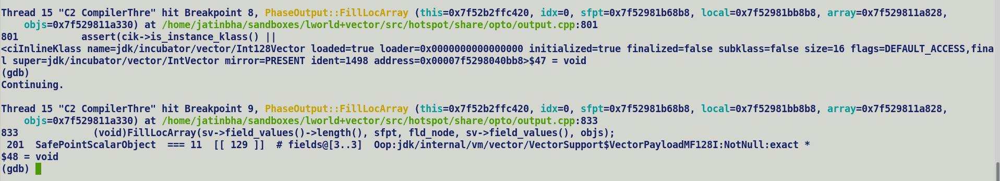 Thread 15 "C2 CompilerThre" hit Breakpoint 8, PhaseOutput::FillLocArray (this=0x7f52b2ffc420, idx=0, sfpt=0x7f52981b68b8, local=0x7f52981bb8b8, array=0x7f529811a828,
    objs=0x7f529811a330) at /home/jatinbha/sandboxes/lworld+vector/src/hotspot/share/opto/output.cpp:801
801           assert(cik->is_instance_klass() ||
<ciInlineKlass name=jdk/incubator/vector/Int128Vector loaded=true loader=0x0000000000000000 initialized=true finalized=false subklass=false size=16 flags=DEFAULT_ACCESS,fina
l super=jdk/incubator/vector/IntVector mirror=PRESENT ident=1498 address=0x00007f5298040bb8>$47 = void
(gdb)
Continuing.

Thread 15 "C2 CompilerThre" hit Breakpoint 9, PhaseOutput::FillLocArray (this=0x7f52b2ffc420, idx=0, sfpt=0x7f52981b68b8, local=0x7f52981bb8b8, array=0x7f529811a828,
    objs=0x7f529811a330) at /home/jatinbha/sandboxes/lworld+vector/src/hotspot/share/opto/output.cpp:833
833             (void)FillLocArray(sv->field_values()->length(), sfpt, fld_node, sv->field_values(), objs);
 201  SafePointScalarObject  === 11  [[ 129 ]]  # fields@[3..3]  Oop:jdk/internal/vm/vector/VectorSupport$VectorPayloadMF128I:NotNull:exact *
$48 = void
(gdb)